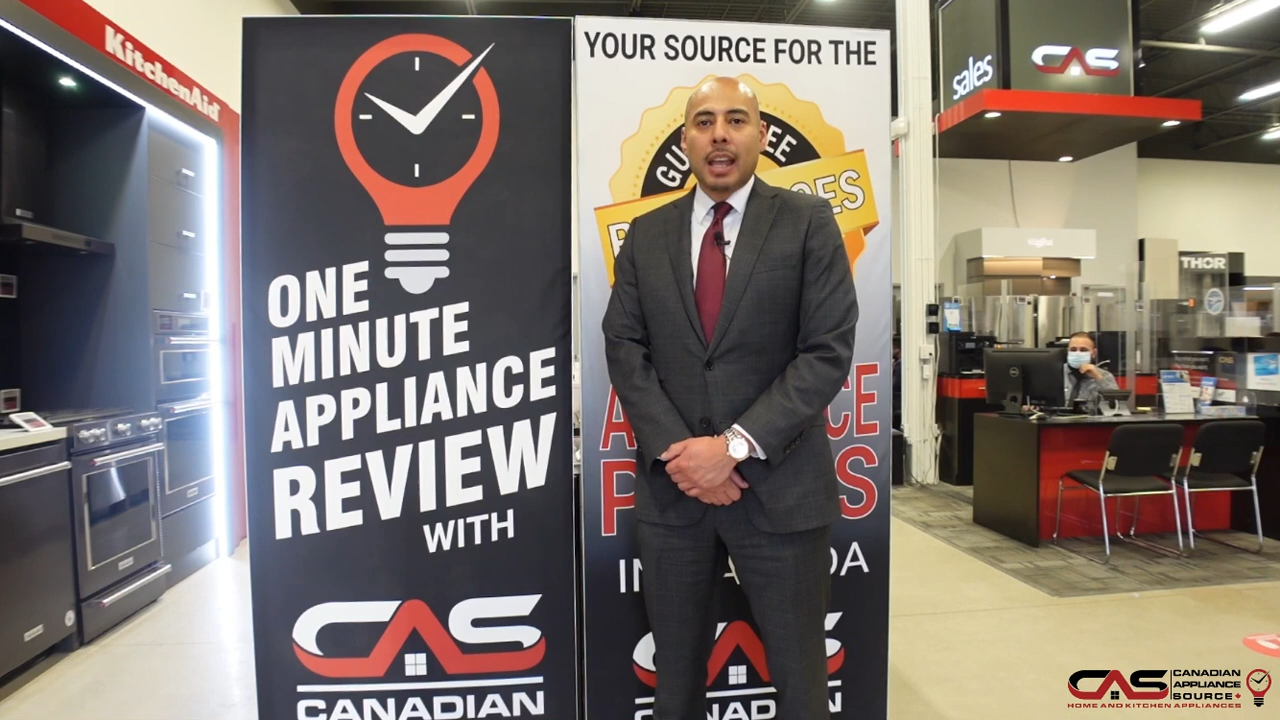 KitchenAid
ONE
MINUTE
APPLIANCE
REVIEW
WITH
CAS
CANADIAN
YOUR SOURCE FOR THE
sales
CAS
THOR
CAS
CANADIAN
APPLIANCE
SOURCE
HOME AND KITCHEN APPLIANCES